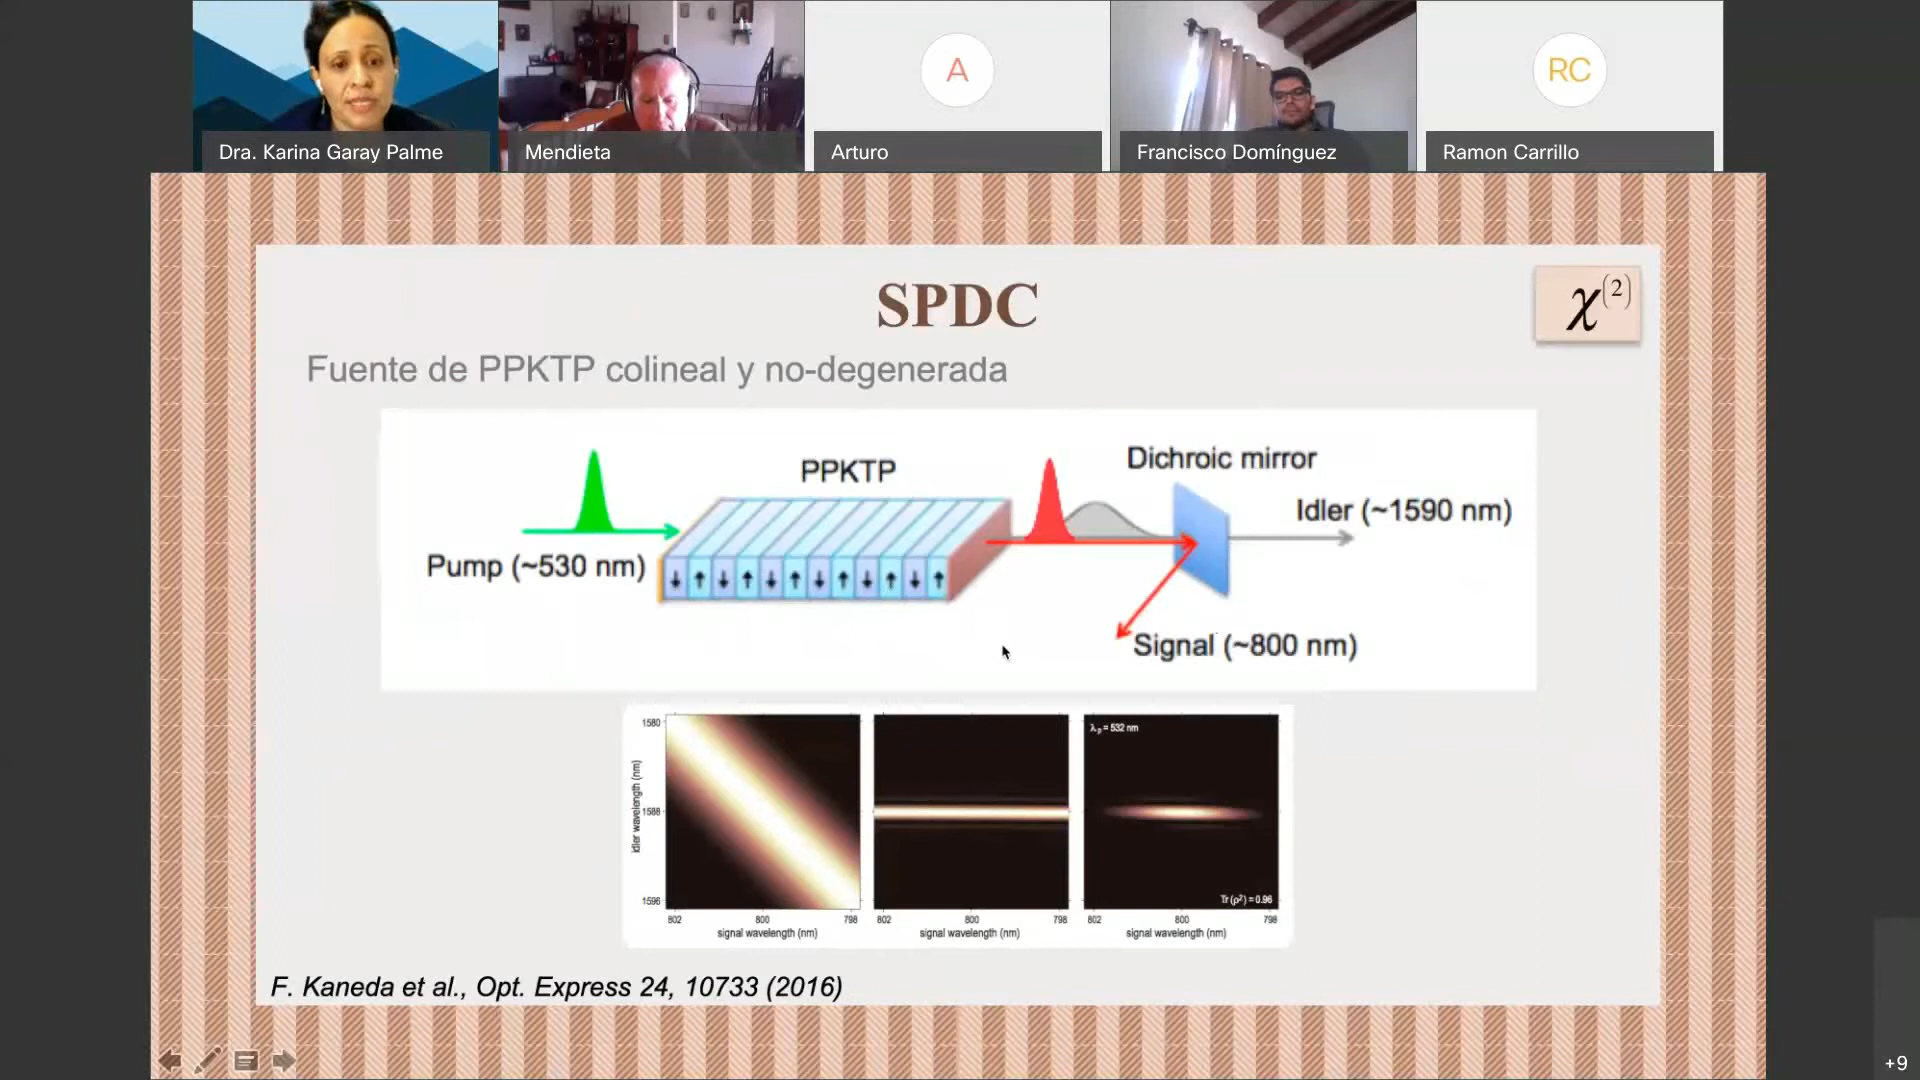 A
RC
Dra. Karina Garay Palme
Mendieta
Arturo
Francisco Domínguez
Ramon Carrillo
SPDC
χ(2)
Fuente de PPKTP colineal y no-degenerada
PPKTP
Dichroic mirror
Idler (~1590 nm)
Pump (~530 nm)
Signal (~800 nm)
λp = 532 nm
Tr (ρ²) = 0.96
idler wavelength (nm)
1580
1588
1596
802 800 798
802 800 798
802 800 798
signal wavelength (nm)
signal wavelength (nm)
signal wavelength (nm)
F. Kaneda et al., Opt. Express 24, 10733 (2016)
+9